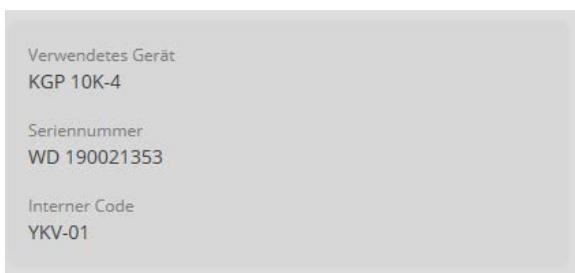 Verwendetes Gerät
KGP 10K-4
Seriennummer
WD 190021353
Interner Code
YKV-01